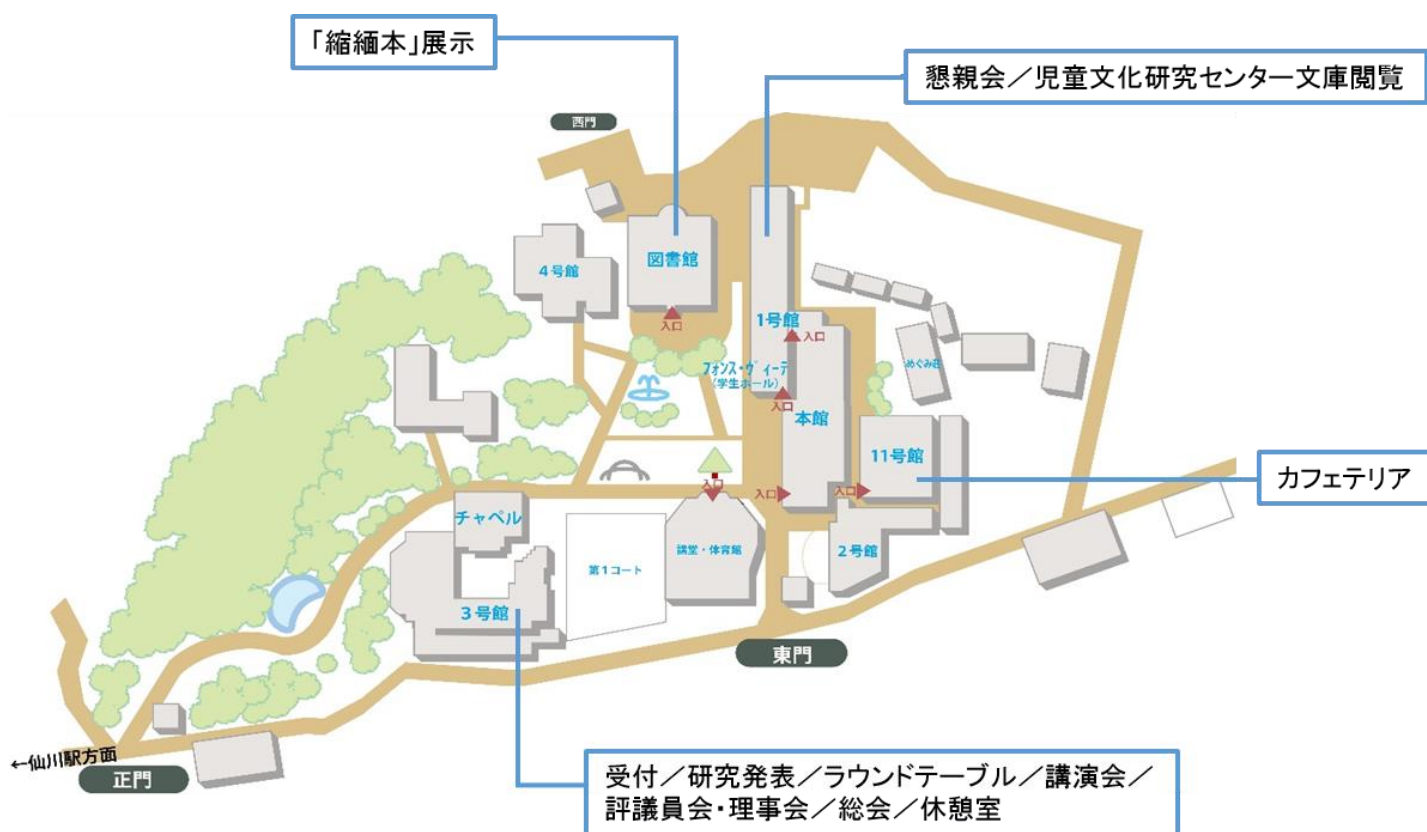 「縮緬本」展示
懇親会／児童文化研究センター文庫閲覧
西門
図書館
4号館
入口
1号館
入口
めぐみ荘
フォンス・ヴィーテ
(学生ホール)
入口
本館
11号館
カフェテリア
入口
入口
入口
チャペル
講堂・体育館
2号館
第1コート
3号館
東門
←仙川駅方面
正門
受付／研究発表／ラウンドテーブル／講演会／
評議員会・理事会／総会／休憩室